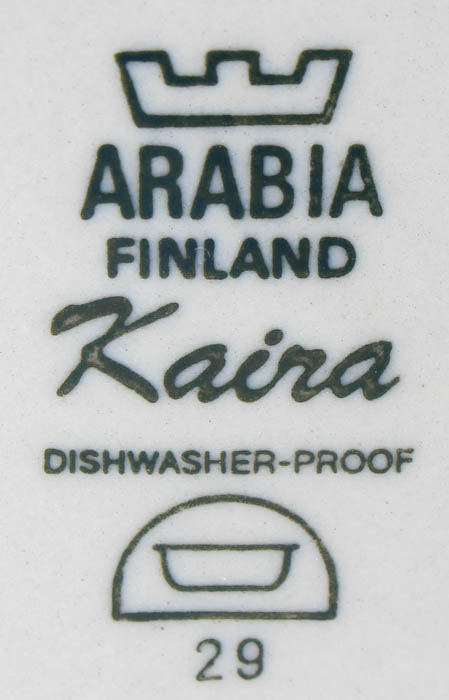 ARABIA
FINLAND
Kaira
DISHWASHER-PROOF
29